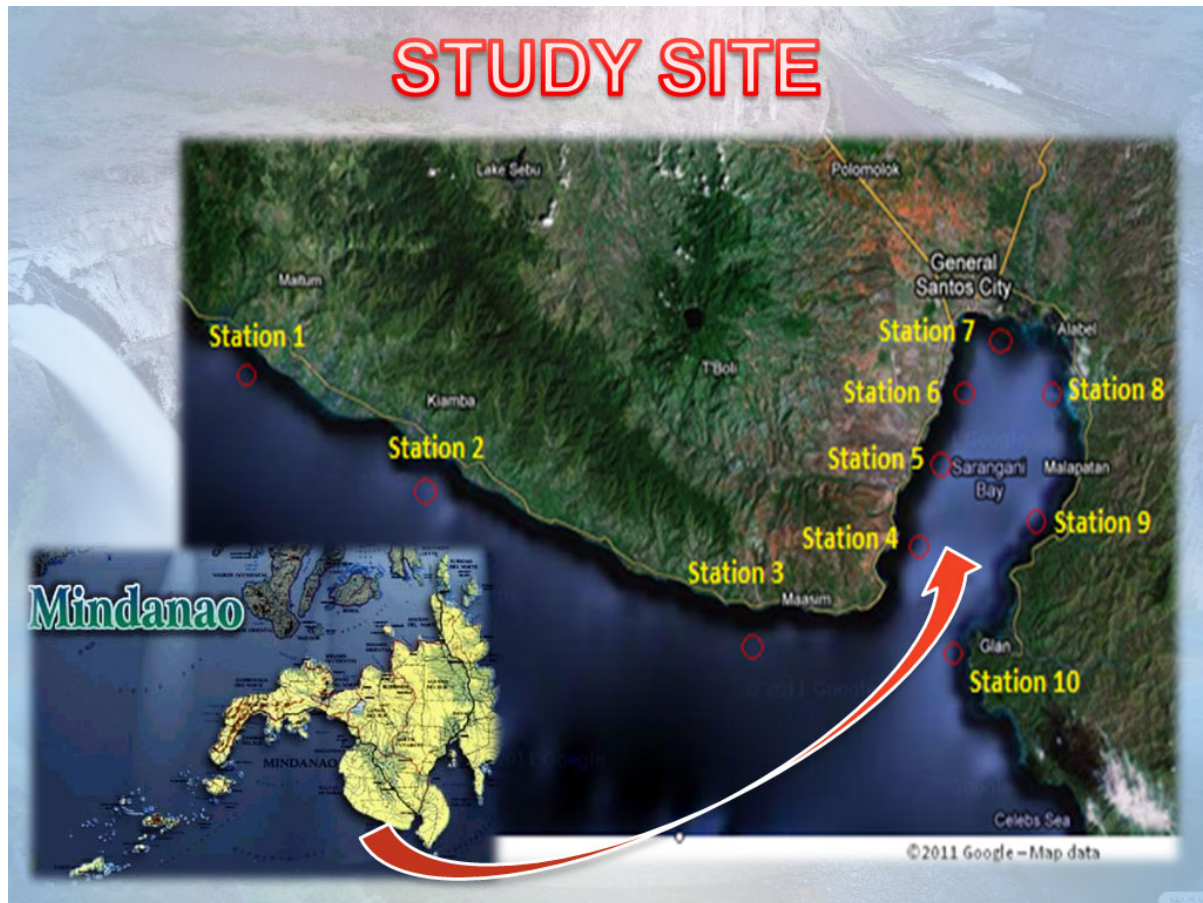 STUDY SITE
Lake Sebu
Polomolok
General
Santos City
Maitum
Station 1
Station 7
Alabel
T'Boli
Kiamba
Station 6
Station 8
Station 2
Station 5
Sarangani
Bay
Malapatan
Station 9
Station 4
Station 3
Maasim
Mindanao
Glan
Station 10
MINDANAO
Celebs Sea
©2011 Google – Map data